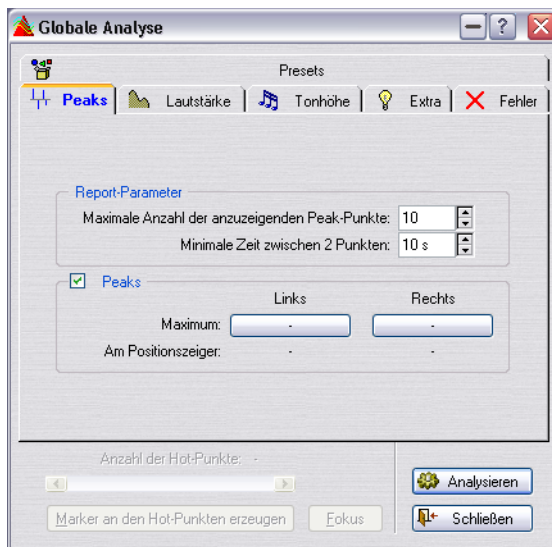 Globale Analyse
Presets
Peaks Lautstärke Tonhöhe Extra Fehler
Report-Parameter
Maximale Anzahl der anzuzeigenden Peak-Punkte: 10
Minimale Zeit zwischen 2 Punkten: 10 s
Peaks
Links Rechts
Maximum: - -
Am Positionszeiger: - -
Anzahl der Hot-Punkte: -
Analysieren
Marker an den Hot-Punkten erzeugen Fokus Schließen